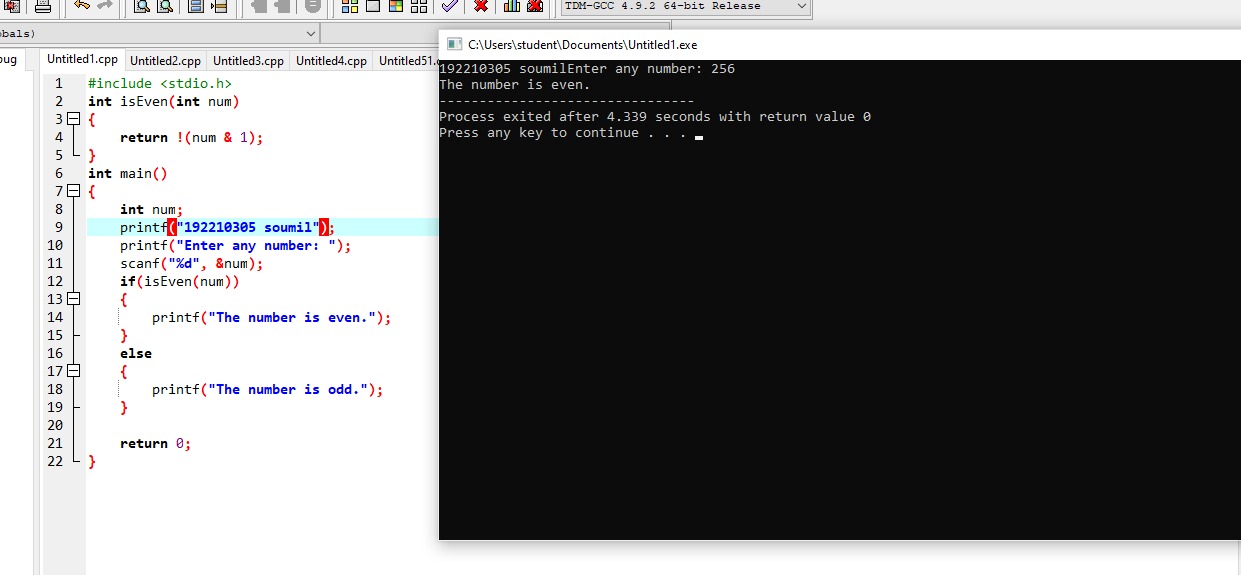 TDM-GCC 4.9.2 64-bit Release
bals)
bug
Untitled1.cpp Untitled2.cpp Untitled3.cpp Untitled4.cpp Untitled51.c
1 #include <stdio.h>
2 int isEven(int num)
3 {
4 return !(num & 1);
5 }
6 int main()
7 {
8 int num;
9 printf("192210305 soumil");
10 printf("Enter any number: ");
11 scanf("%d", &num);
12 if(isEven(num))
13 {
14 printf("The number is even.");
15 }
16 else
17 {
18 printf("The number is odd.");
19 }
20
21 return 0;
22 }
C:\Users\student\Documents\Untitled1.exe
192210305 soumilEnter any number: 256
The number is even.
--------------------------------
Process exited after 4.339 seconds with return value 0
Press any key to continue . . .